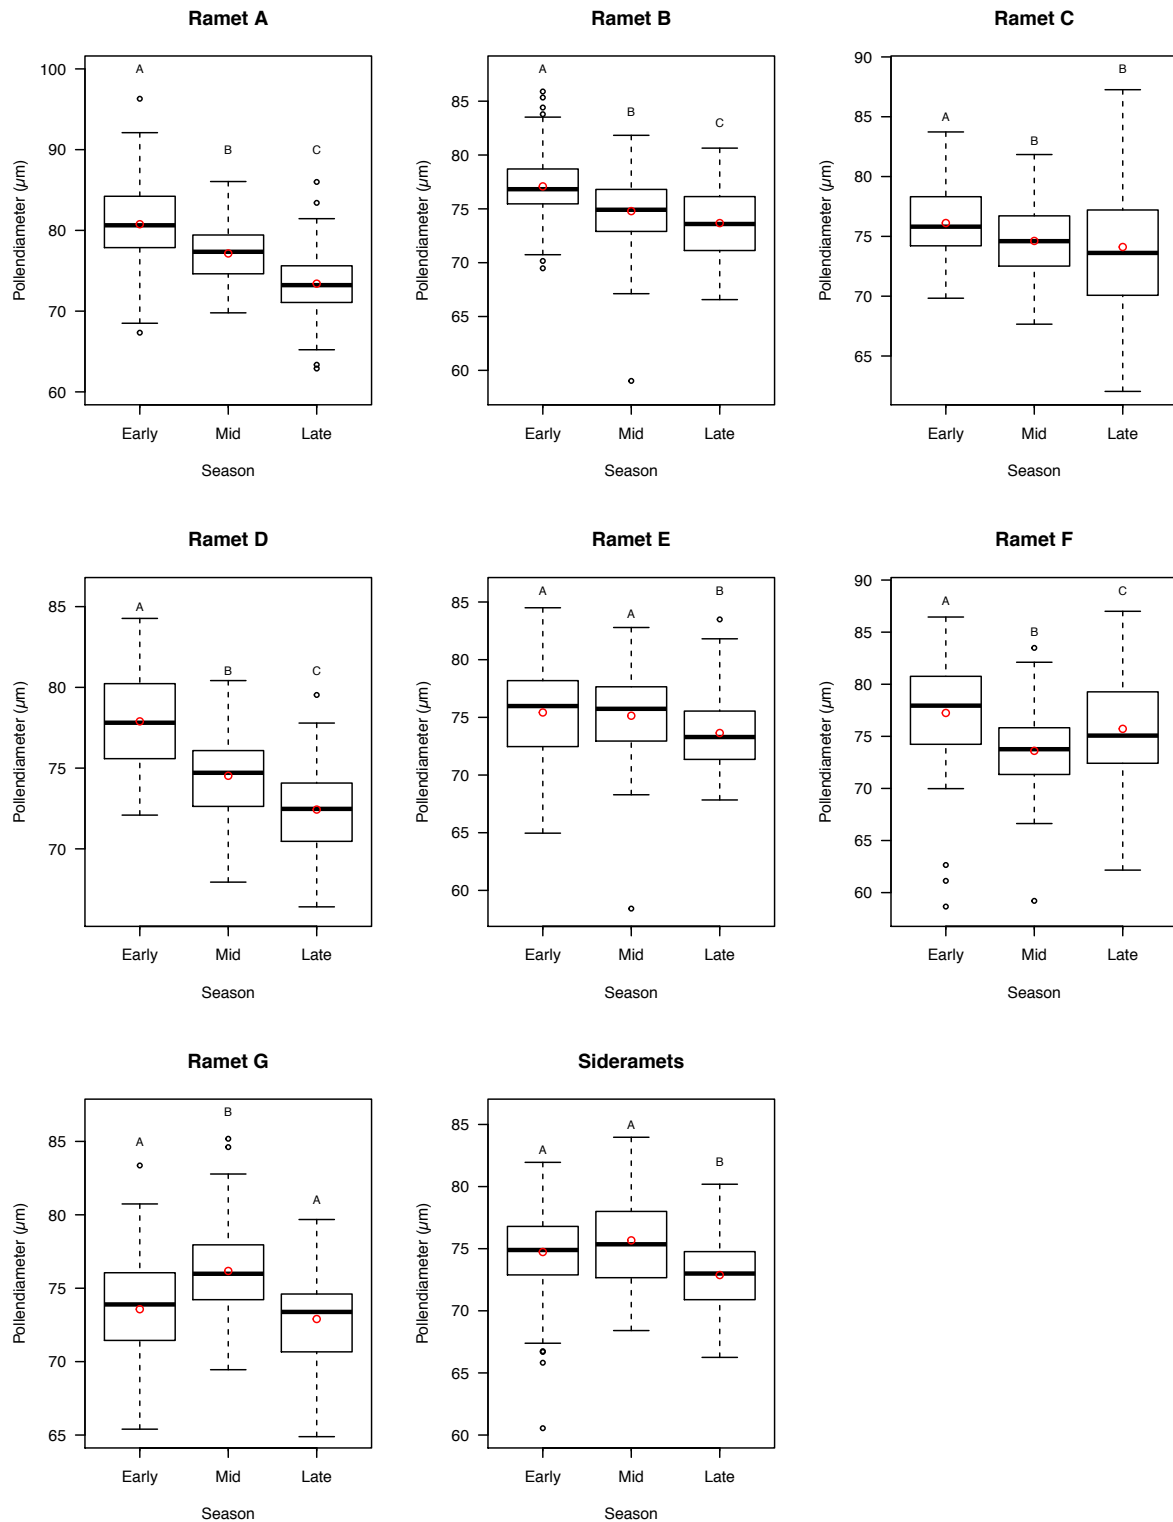 Ramet A
Pollendiameter (µm)
100
90
80
70
60
A
B
C
Early
Mid
Late
Season
Ramet B
Pollendiameter (µm)
85
80
75
70
65
60
A
B
C
Early
Mid
Late
Season
Ramet C
Pollendiameter (µm)
90
85
80
75
70
65
A
B
B
Early
Mid
Late
Season
Ramet D
Pollendiameter (µm)
85
80
75
70
A
B
C
Early
Mid
Late
Season
Ramet E
Pollendiameter (µm)
85
80
75
70
65
60
A
A
B
Early
Mid
Late
Season
Ramet F
Pollendiameter (µm)
90
85
80
75
70
65
60
A
B
C
Early
Mid
Late
Season
Ramet G
Pollendiameter (µm)
85
80
75
70
65
A
B
A
Early
Mid
Late
Season
Sideramets
Pollendiameter (µm)
85
80
75
70
65
60
A
A
B
Early
Mid
Late
Season